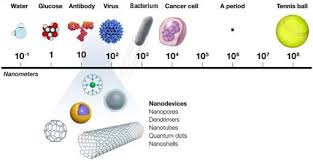 Water Glucose Antibody Virus Bacterium Cancer cell A period Tennis ball
10⁻¹ 1 10 10² 10³ 10⁴ 10⁵ 10⁶ 10⁷ 10⁸
Nanometers
Nanodevices
Nanopores
Dendrimers
Nanotubes
Quantum dots
Nanoshells